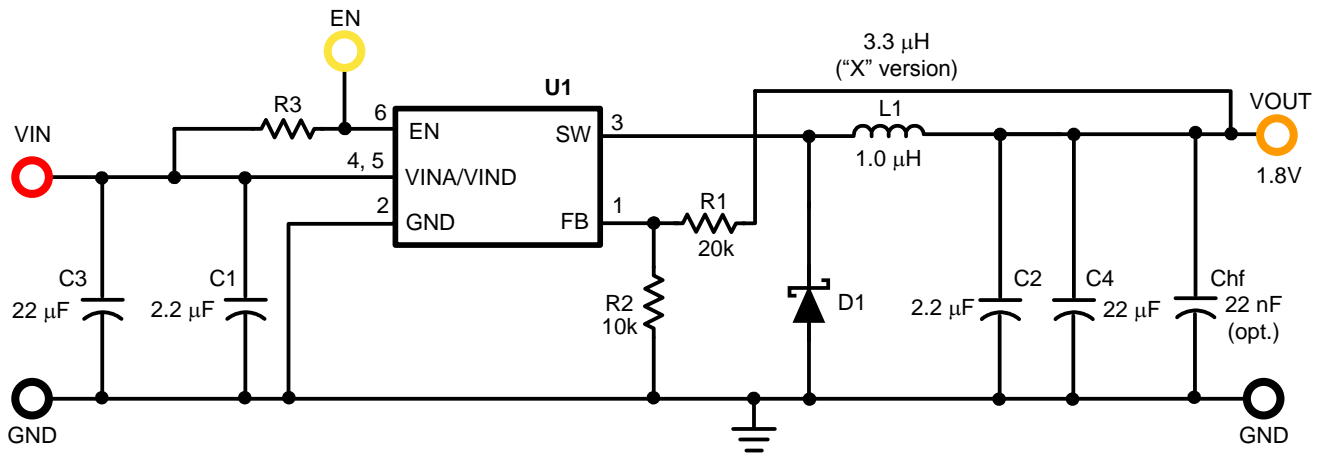 EN
3.3 μH
(“X” version)
U1
R3
6
EN
SW
3
L1
1.0 μH
VOUT
1.8V
VIN
4, 5
VINA/VIND
2
GND
FB
1
R1
20k
C3
22 μF
C1
2.2 μF
R2
10k
D1
C2
2.2 μF
C4
22 μF
Chf
22 nF
(opt.)
GND
GND